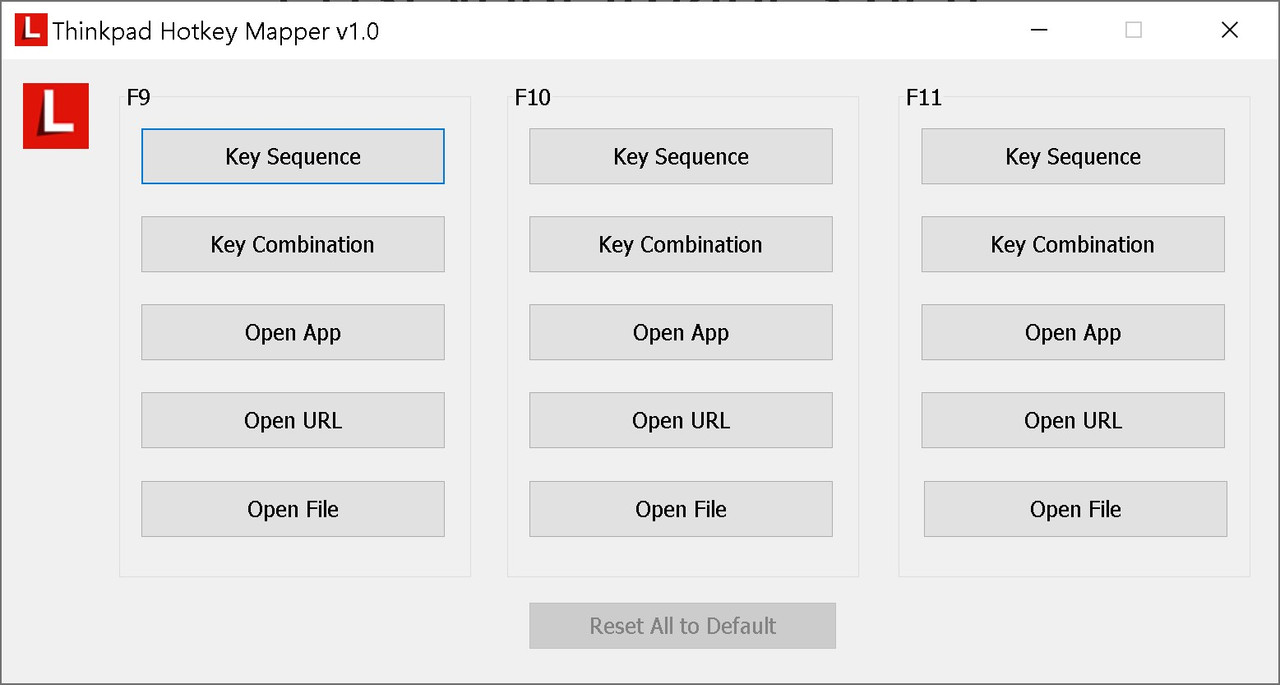 Thinkpad Hotkey Mapper v1.0
L
F9
Key Sequence
Key Combination
Open App
Open URL
Open File
F10
Key Sequence
Key Combination
Open App
Open URL
Open File
F11
Key Sequence
Key Combination
Open App
Open URL
Open File
Reset All to Default